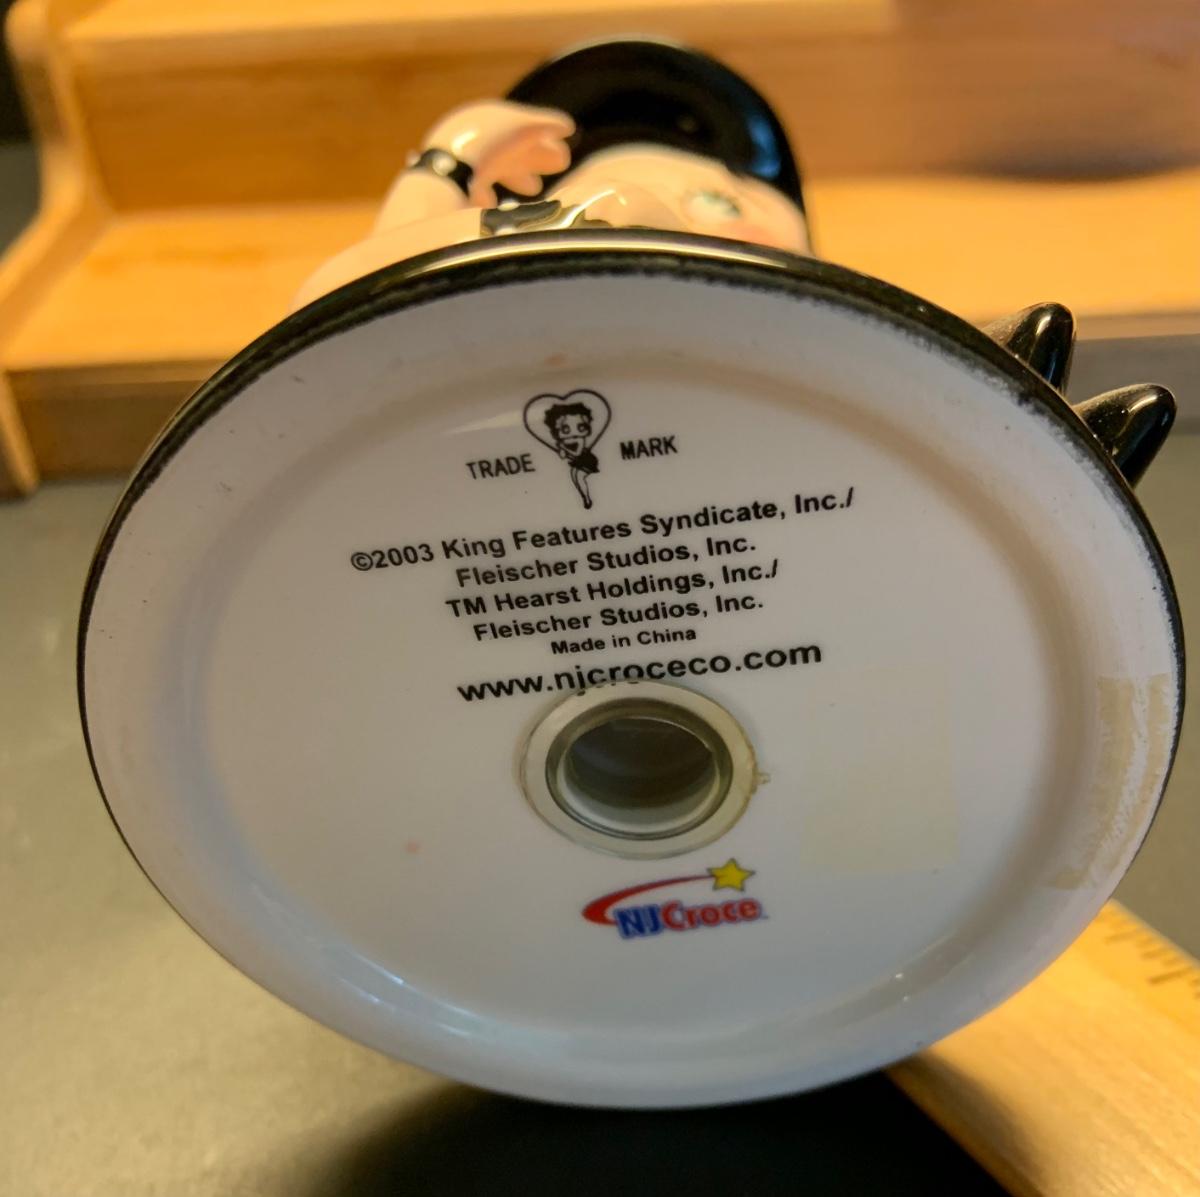 TRADE MARK
©2003 King Features Syndicate, Inc./
Fleischer Studios, Inc.
TM Hearst Holdings, Inc./
Fleischer Studios, Inc.
Made in China
www.njcroceco.com
NJCroce